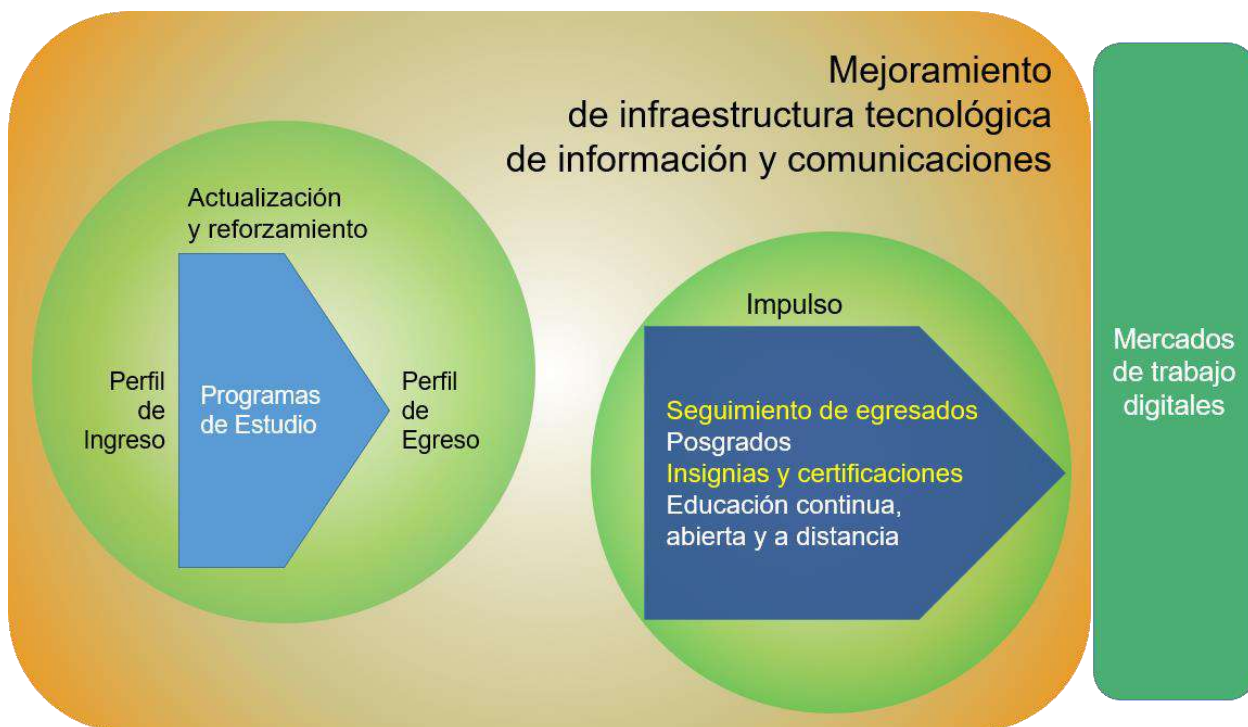 Mejoramiento
de infraestructura tecnológica
de información y comunicaciones
Actualización
y reforzamiento
Perfil
de
Ingreso
Programas
de Estudio
Perfil
de
Egreso
Impulso
Seguimiento de egresados
Posgrados
Insignias y certificaciones
Educación continua,
abierta y a distancia
Mercados
de trabajo
digitales